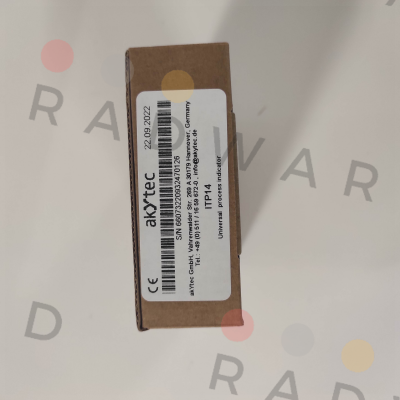 akYtec
22.09.2022
S/N 66073220932470126
akYtec GmbH, Vahrenwalder Str. 269 A 30179 Hannover, Germany
Tel.: +49 (0) 511 / 16 59 672-0 , info@akytec.de
ITP14
Universal process indicator
CE
RADWAR
D RADWAR